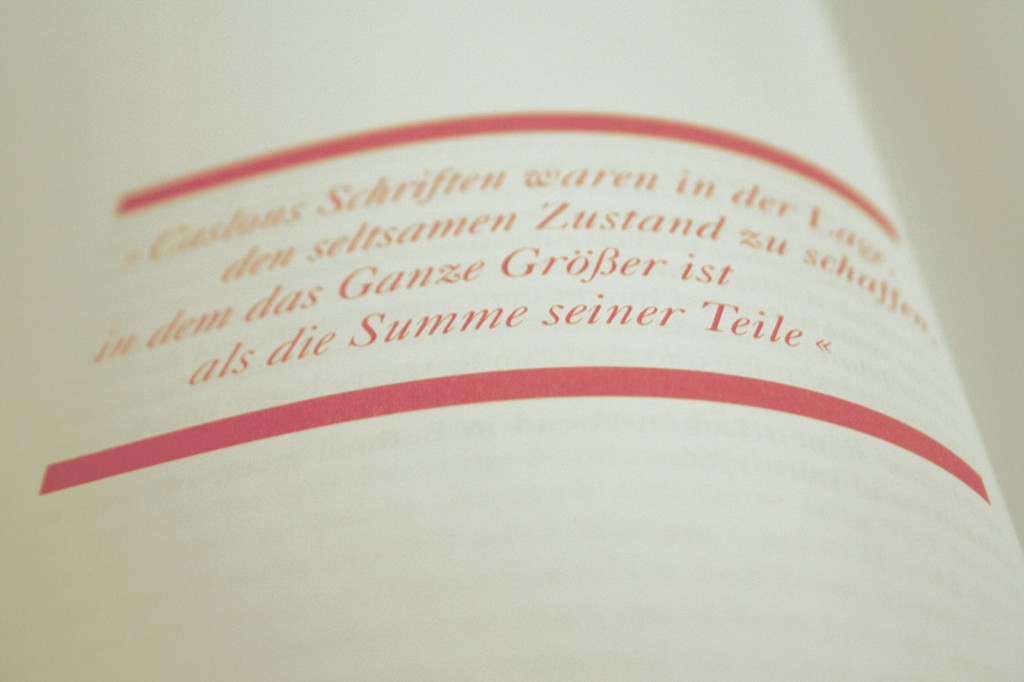 » Caslons Schriften waren in der Lage,
den seltsamen Zustand zu schaffen,
in dem das Ganze Größer ist
als die Summe seiner Teile «